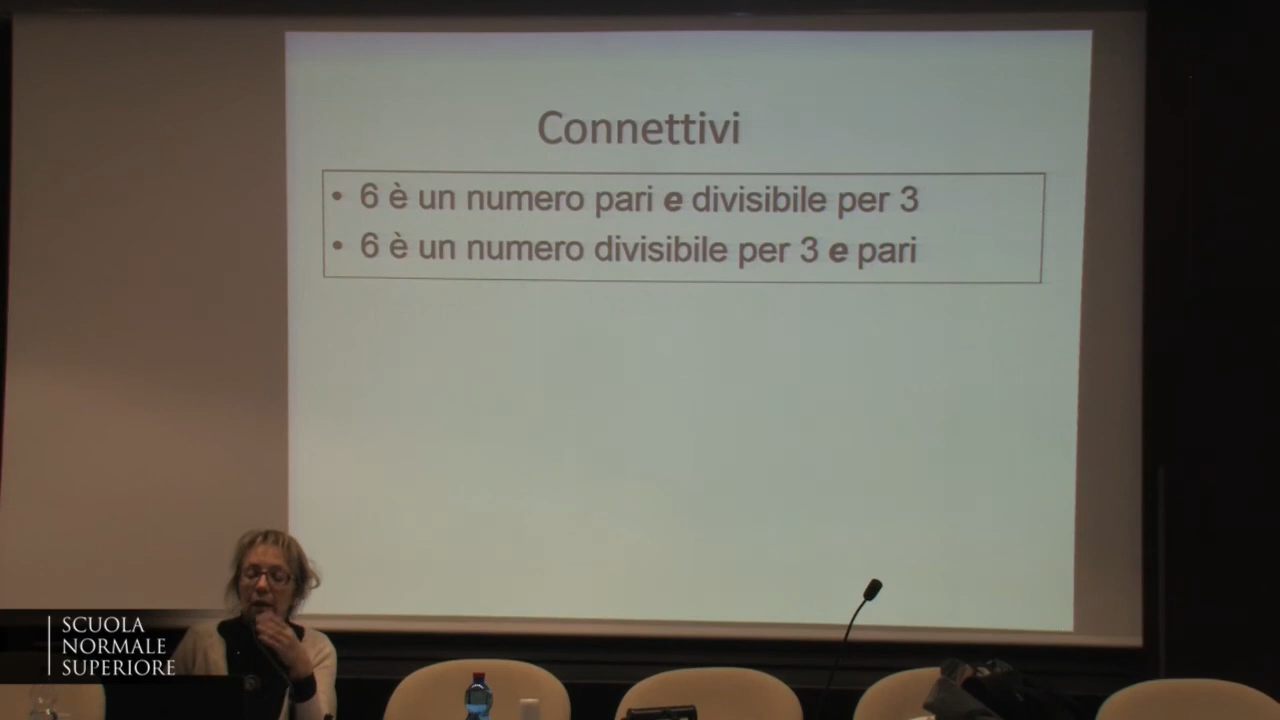 Connettivi
• 6 è un numero pari e divisibile per 3
• 6 è un numero divisibile per 3 e pari
SCUOLA
NORMALE
SUPERIORE